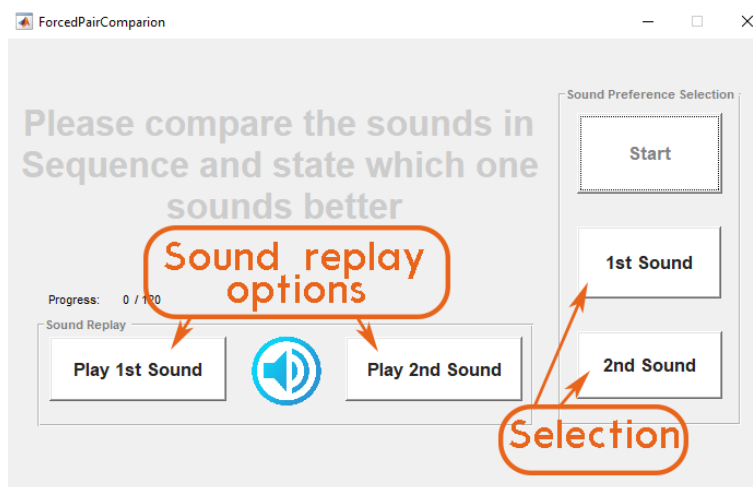 ForcedPairComparion
Sound Preference Selection
Please compare the sounds in
Sequence and state which one
sounds better
Start
Sound replay
options
1st Sound
Progress: 0 / 120
Sound Replay
Play 1st Sound
Play 2nd Sound
2nd Sound
Selection